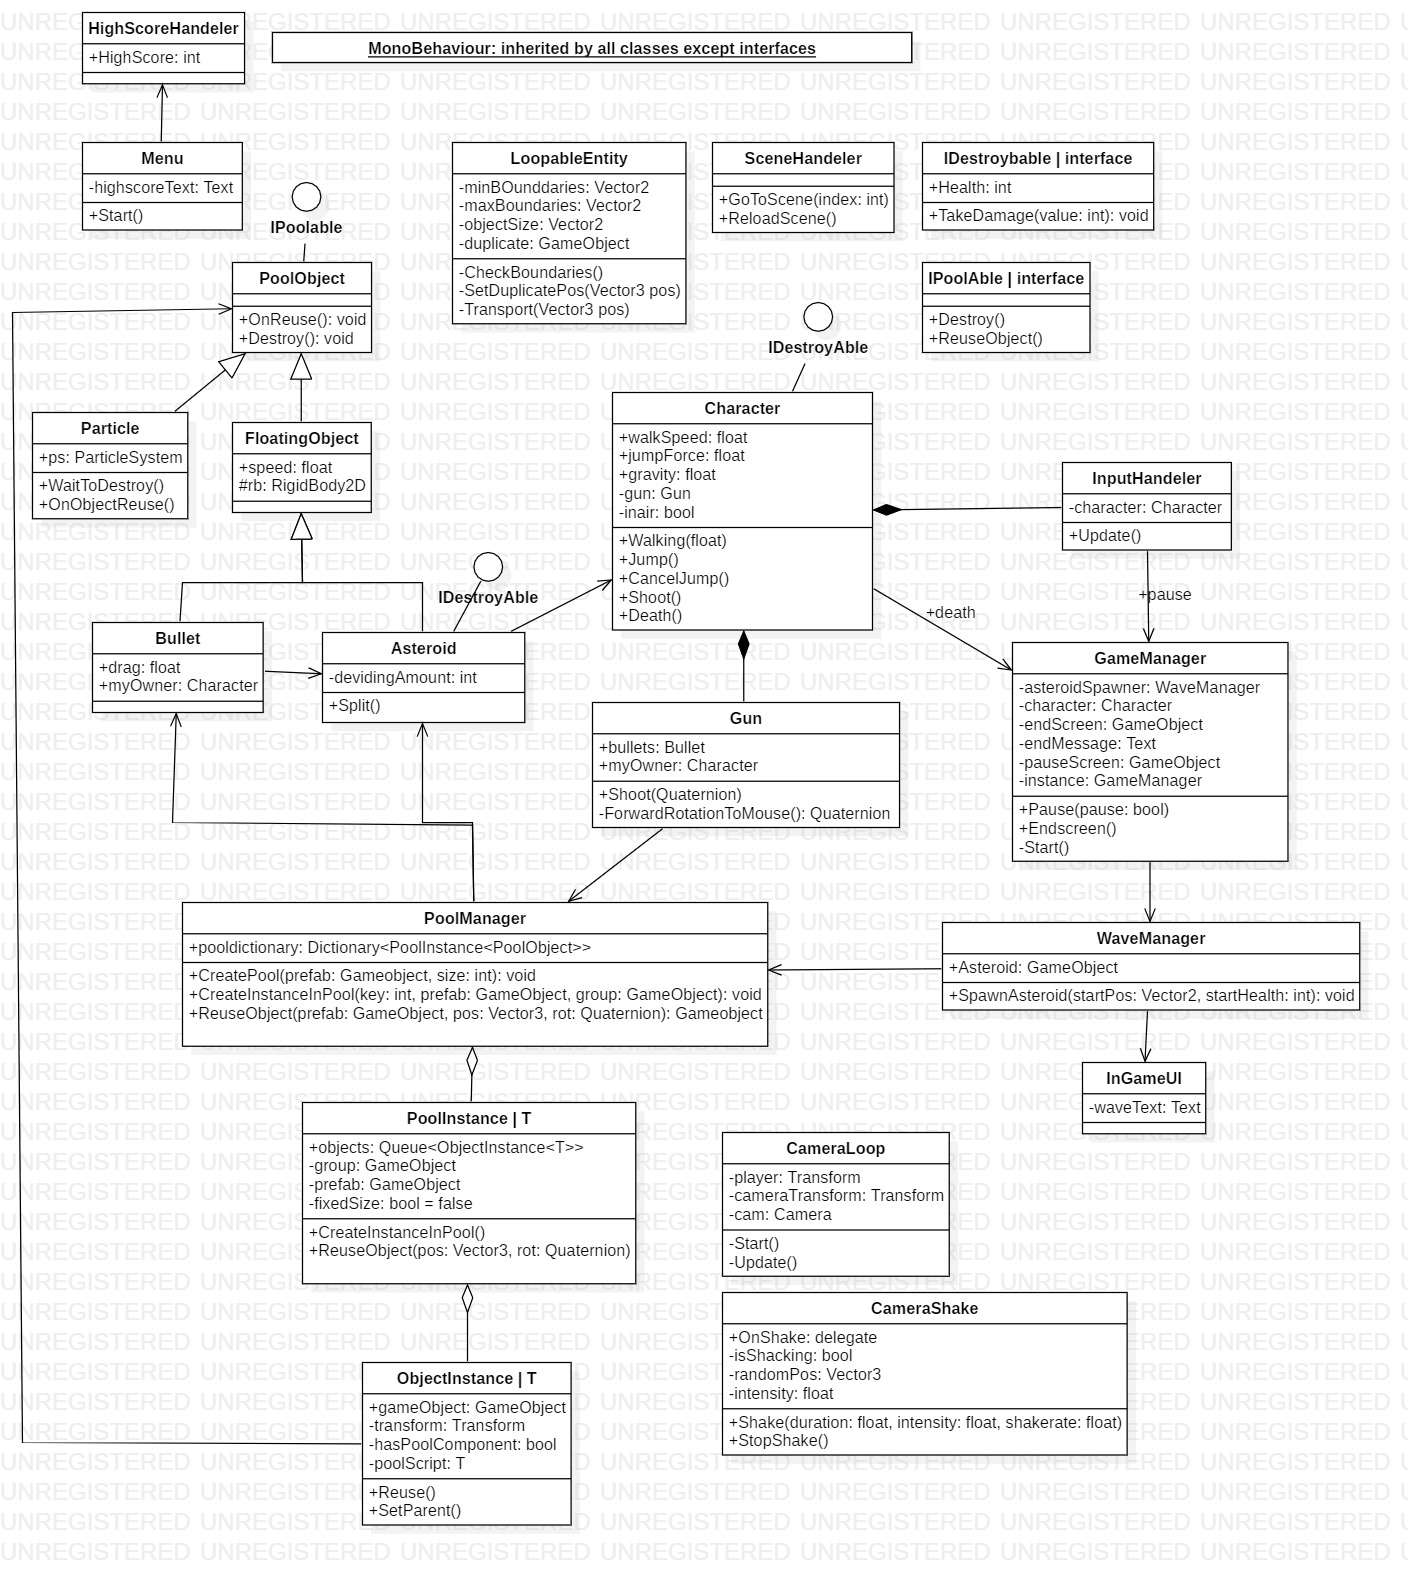 HighScoreHandeler
+HighScore: int
MonoBehaviour: inherited by all classes except interfaces
Menu
-highscoreText: Text
+Start()
IPoolable
PoolObject
+OnReuse(): void
+Destroy(): void
LoopableEntity
-minBOunddaries: Vector2
-maxBoundaries: Vector2
-objectSize: Vector2
-duplicate: GameObject
-CheckBoundaries()
-SetDuplicatePos(Vector3 pos)
-Transport(Vector3 pos)
SceneHandeler
+GoToScene(index: int)
+ReloadScene()
IDestroybable | interface
+Health: int
+TakeDamage(value: int): void
IPoolAble | interface
+Destroy()
+ReuseObject()
IDestroyAble
Particle
+ps: ParticleSystem
+WaitToDestroy()
+OnObjectReuse()
FloatingObject
+speed: float
#rb: RigidBody2D
Character
+walkSpeed: float
+jumpForce: float
+gravity: float
-gun: Gun
-inair: bool
+Walking(float)
+Jump()
+CancelJump()
+Shoot()
+Death()
InputHandeler
-character: Character
+Update()
IDestroyAble
+death
+pause
Bullet
+drag: float
+myOwner: Character
Asteroid
-devidingAmount: int
+Split()
GameManager
-asteroidSpawner: WaveManager
-character: Character
-endScreen: GameObject
-endMessage: Text
-pauseScreen: GameObject
-instance: GameManager
+Pause(pause: bool)
+Endscreen()
-Start()
Gun
+bullets: Bullet
+myOwner: Character
+Shoot(Quaternion)
-ForwardRotationToMouse(): Quaternion
PoolManager
+pooldictionary: Dictionary<PoolInstance<PoolObject>>
+CreatePool(prefab: Gameobject, size: int): void
+CreateInstanceInPool(key: int, prefab: GameObject, group: GameObject): void
+ReuseObject(prefab: GameObject, pos: Vector3, rot: Quaternion): Gameobject
WaveManager
+Asteroid: GameObject
+SpawnAsteroid(startPos: Vector2, startHealth: int): void
InGameUI
-waveText: Text
PoolInstance | T
+objects: Queue<ObjectInstance<T>>
-group: GameObject
-prefab: GameObject
-fixedSize: bool = false
+CreateInstanceInPool()
+ReuseObject(pos: Vector3, rot: Quaternion)
CameraLoop
-player: Transform
-cameraTransform: Transform
-cam: Camera
-Start()
-Update()
CameraShake
+OnShake: delegate
-isShacking: bool
-randomPos: Vector3
-intensity: float
+Shake(duration: float, intensity: float, shakerate: float)
+StopShake()
ObjectInstance | T
+gameObject: GameObject
-transform: Transform
-hasPoolComponent: bool
-poolScript: T
+Reuse()
+SetParent()